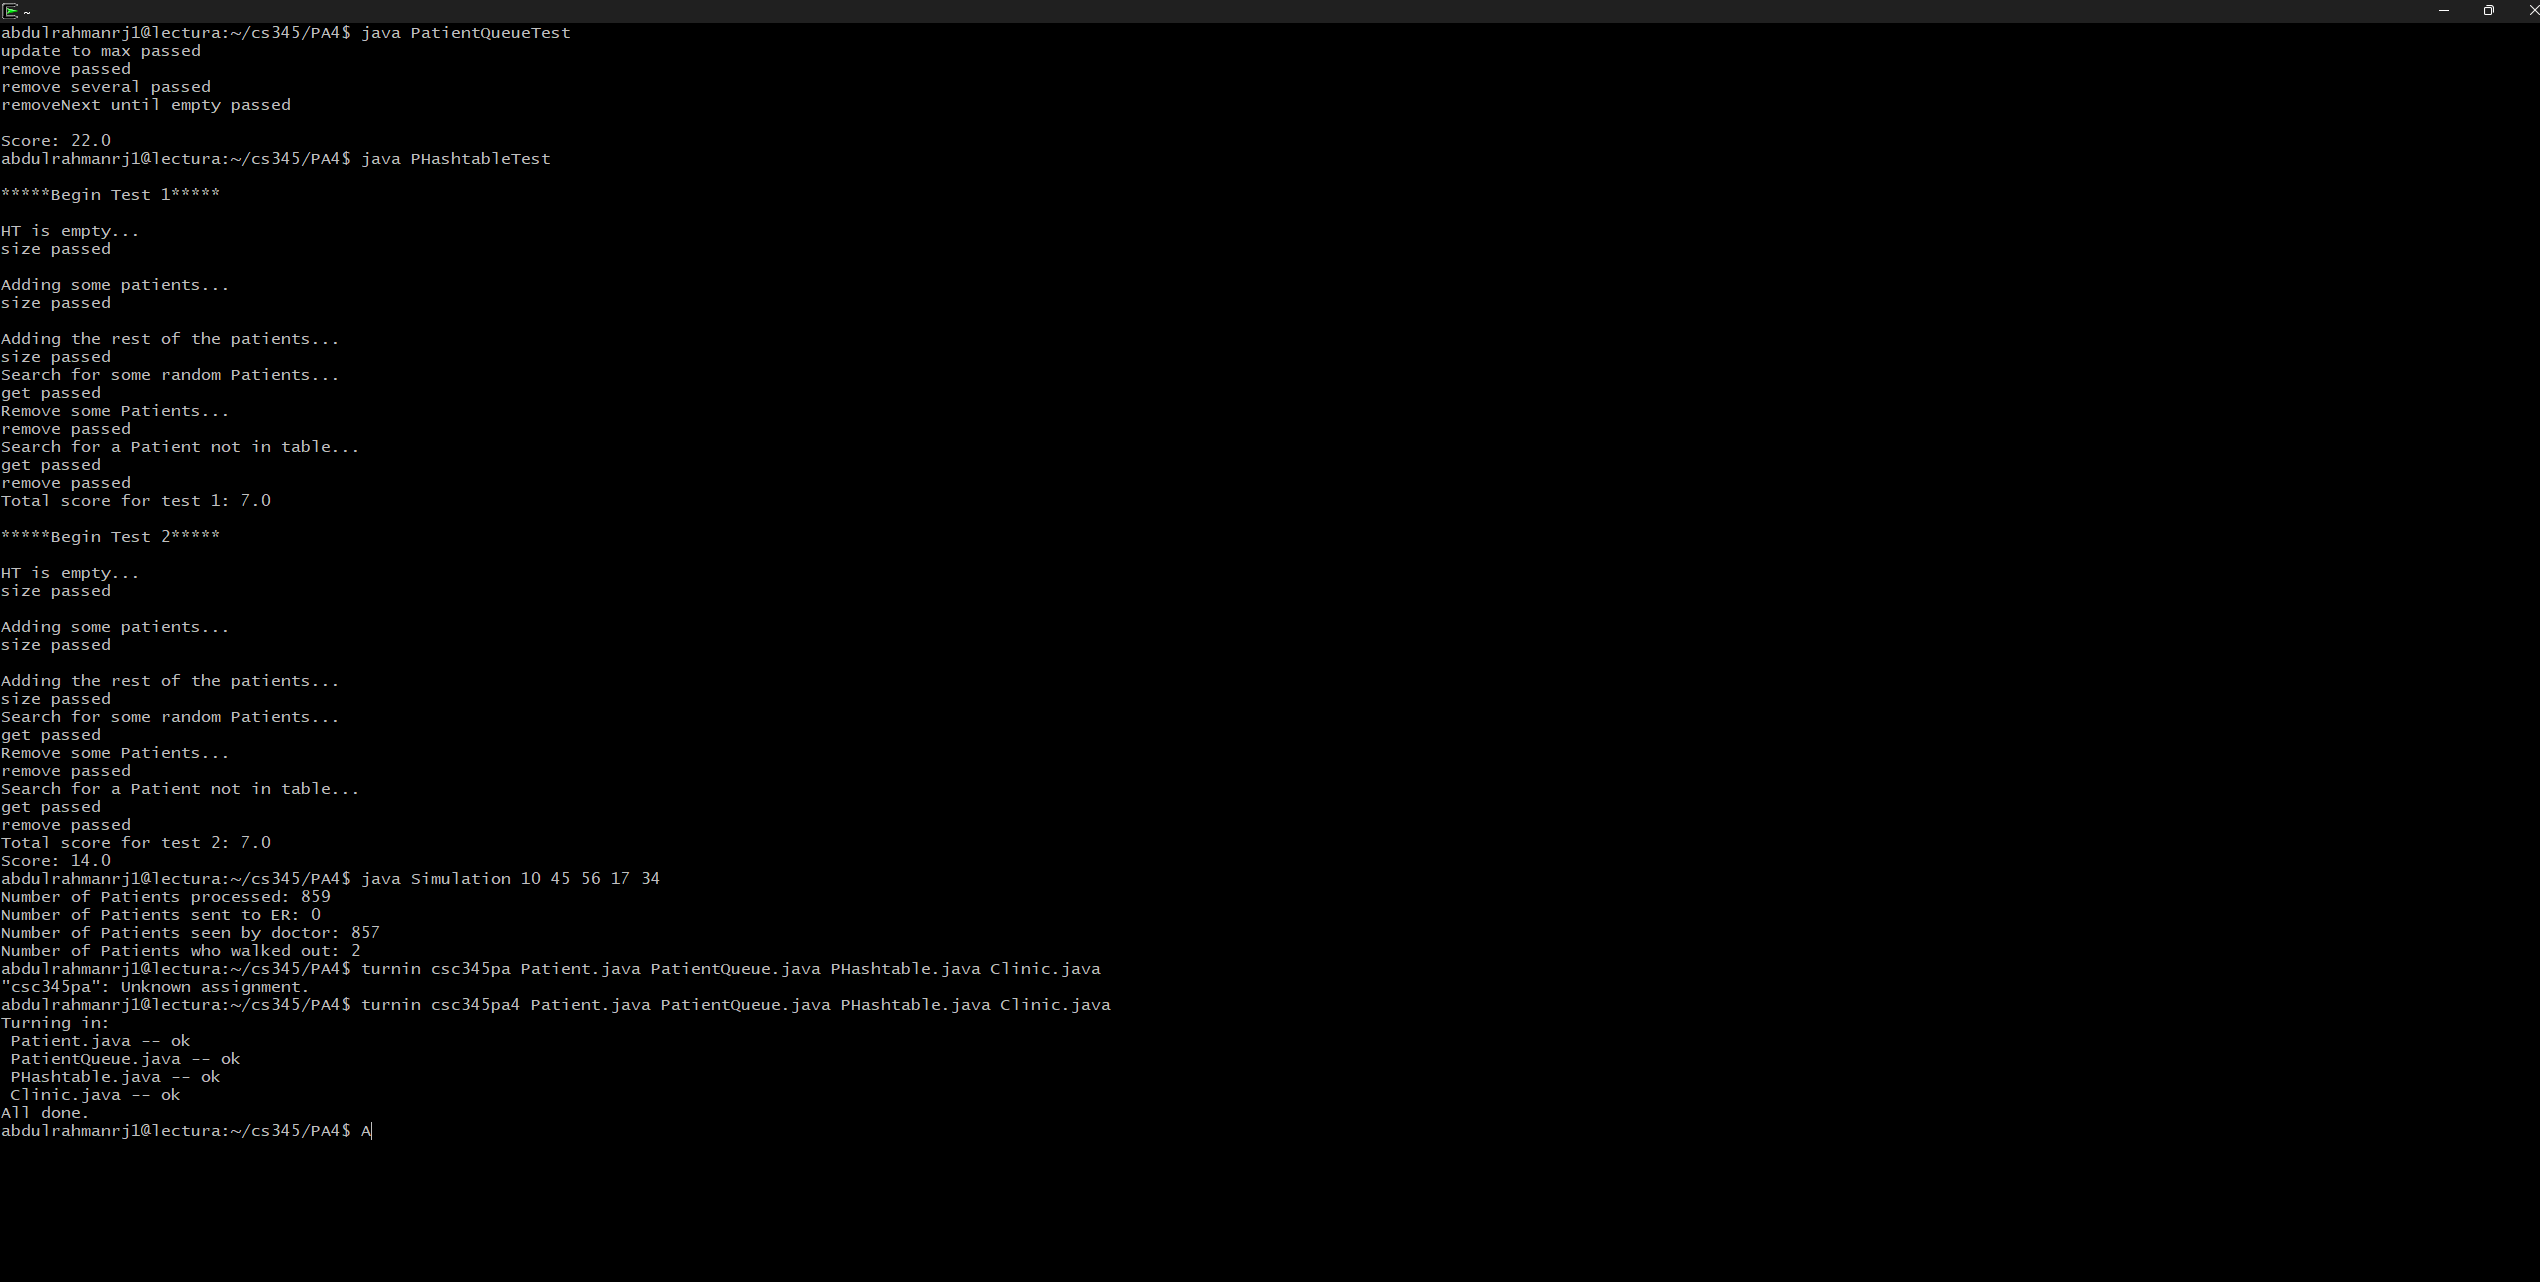 ~
abdulrahmanrj1@lectura:~/cs345/PA4$ java PatientQueueTest
update to max passed
remove passed
remove several passed
removeNext until empty passed
Score: 22.0
abdulrahmanrj1@lectura:~/cs345/PA4$ java PHashtableTest
*****Begin Test 1*****
HT is empty...
size passed
Adding some patients...
size passed
Adding the rest of the patients...
size passed
Search for some random Patients...
get passed
Remove some Patients...
remove passed
Search for a Patient not in table...
get passed
remove passed
Total score for test 1: 7.0
*****Begin Test 2*****
HT is empty...
size passed
Adding some patients...
size passed
Adding the rest of the patients...
size passed
Search for some random Patients...
get passed
Remove some Patients...
remove passed
Search for a Patient not in table...
get passed
remove passed
Total score for test 2: 7.0
Score: 14.0
abdulrahmanrj1@lectura:~/cs345/PA4$ java Simulation 10 45 56 17 34
Number of Patients processed: 859
Number of Patients sent to ER: 0
Number of Patients seen by doctor: 857
Number of Patients who walked out: 2
abdulrahmanrj1@lectura:~/cs345/PA4$ turnin csc345pa Patient.java PatientQueue.java PHashtable.java Clinic.java
"csc345pa": Unknown assignment.
abdulrahmanrj1@lectura:~/cs345/PA4$ turnin csc345pa4 Patient.java PatientQueue.java PHashtable.java Clinic.java
Turning in:
 Patient.java -- ok
 PatientQueue.java -- ok
 PHashtable.java -- ok
 Clinic.java -- ok
All done.
abdulrahmanrj1@lectura:~/cs345/PA4$ A